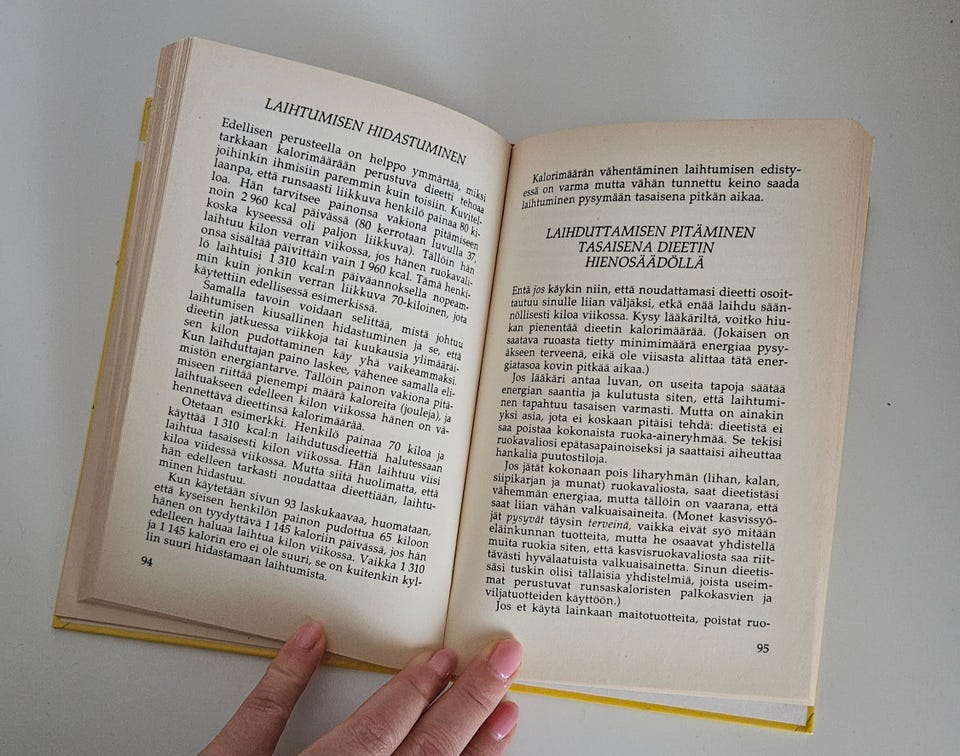 LAIHTUMISEN HIDASTUMINEN
Edellisen perusteella on helppo ymmärtää, miksi
tarkkaan kalorimäärään perustuva dieetti tehoaa
joihinkin ihmisiin paremmin kuin toisiin. Kuvitel-
laanpa, että runsaasti liikkuva henkilö painaa 80 ki-
loa. Hän tarvitsee painonsa vakiona pitämiseen
noin 2 960 kcal päivässä (80 kerrotaan luvulla 37,
koska kyseessä oli paljon liikkuva). Tällöin hän
laihtuu kilon verran viikossa, jos hänen ruokavali-
onsa sisältää päivittäin vain 1 960 kcal. Tämä henki-
lö laihtuisi 1 310 kcal:n päiväannoksella nopeam-
min kuin jonkin verran liikkuva 70-kiloinen, jota
käytettiin edellisessä esimerkissä.
Samalla tavoin voidaan selittää, mistä johtuu
laihtumisen kiusallinen hidastuminen ja se, että
dieetin jatkuessa viikkoja tai kuukausia ylimääräi-
sen kilon pudottaminen käy yhä vaikeammaksi.
Kun laihduttajan paino laskee, vähenee samalla eli-
mistön energiantarve. Tällöin painon vakiona pitä-
miseen riittää pienempi määrä kaloreita (jouleja), ja
laihtuakseen edelleen kilon viikossa hänen on vä-
hennettävä dieettinsä kalorimäärää.
Otetaan esimerkki. Henkilö painaa 70 kiloa ja
käyttää 1 310 kcal:n laihdutusdieettiä halutessaan
laihtua tasaisesti kilon viikossa. Hän laihtuu viisi
kiloa viidessä viikossa. Mutta siitä huolimatta, että
hän edelleen tarkasti noudattaa dieettiään, laihtu-
minen hidastuu.
Kun käytetään sivun 93 laskukaavaa, huomataan,
että kyseisen henkilön painon pudottua 65 kiloon
hänen on tyydyttävä 1 145 kaloriin päivässä, jos hän
edelleen haluaa laihtua kilon viikossa. Vaikka 1 310
ja 1 145 kalorin ero ei ole suuri, se on kuitenkin kyl-
lin suuri hidastamaan laihtumista.
94
Kalorimäärän vähentäminen laihtumisen edisty-
essä on varma mutta vähän tunnettu keino saada
laihtuminen pysymään tasaisena pitkän aikaa.
LAIHDUTTAMISEN PITÄMINEN
TASAISENA DIEETIN
HIENOSÄÄDÖLLÄ
Entä jos käykin niin, että noudattamasi dieetti osoit-
tautuu sinulle liian väljäksi, etkä enää laihdu sään-
nöllisesti kiloa viikossa. Kysy lääkäriltä, voitko hiu-
kan pienentää dieetin kalorimäärää. (Jokaisen on
saatava ruoasta tietty minimimäärä energiaa pysy-
äkseen terveenä, eikä ole viisasta alittaa tätä ener-
giatasoa kovin pitkää aikaa.)
Jos lääkäri antaa luvan, on useita tapoja säätää
energian saantia ja kulutusta siten, että laihtumi-
nen tapahtuu tasaisen varmasti. Mutta on ainakin
yksi asia, jota ei koskaan pitäisi tehdä: dieetistä ei
saa poistaa kokonaista ruoka-aineryhmää. Se tekisi
ruokavaliosi epätasapainoiseksi ja saattaisi aiheuttaa
hankalia puutostiloja.
Jos jätät kokonaan pois liharyhmän (lihan, kalan,
siipikarjan ja munat) ruokavaliosta, saat dieetistäsi
vähemmän energiaa, mutta tällöin on vaarana, että
saat liian vähän valkuaisaineita. (Monet kasvissyö-
jät pysyvät täysin terveinä, vaikka eivät syö mitään
eläinkunnan tuotteita, mutta he osaavat yhdistellä
muita ruokia siten, että kasvisruokavaliosta saa riit-
tävästi hyvälaatuista valkuaisainetta. Sinun dieetis-
säsi tuskin olisi tällaisia yhdistelmiä, joista useim-
mat perustuvat runsaskaloristen palkokasvien ja
viljatuotteiden käyttöön.)
Jos et käytä lainkaan maitotuotteita, poistat ruo-
95